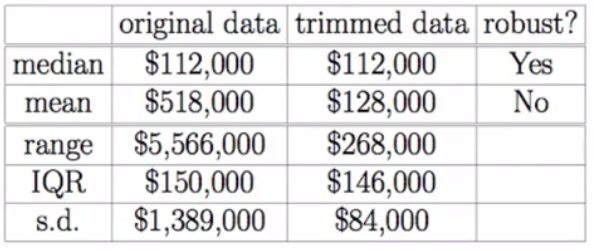 original data trimmed data robust?
median $112,000 $112,000 Yes
mean $518,000 $128,000 No
range $5,566,000 $268,000
IQR $150,000 $146,000
s.d. $1,389,000 $84,000